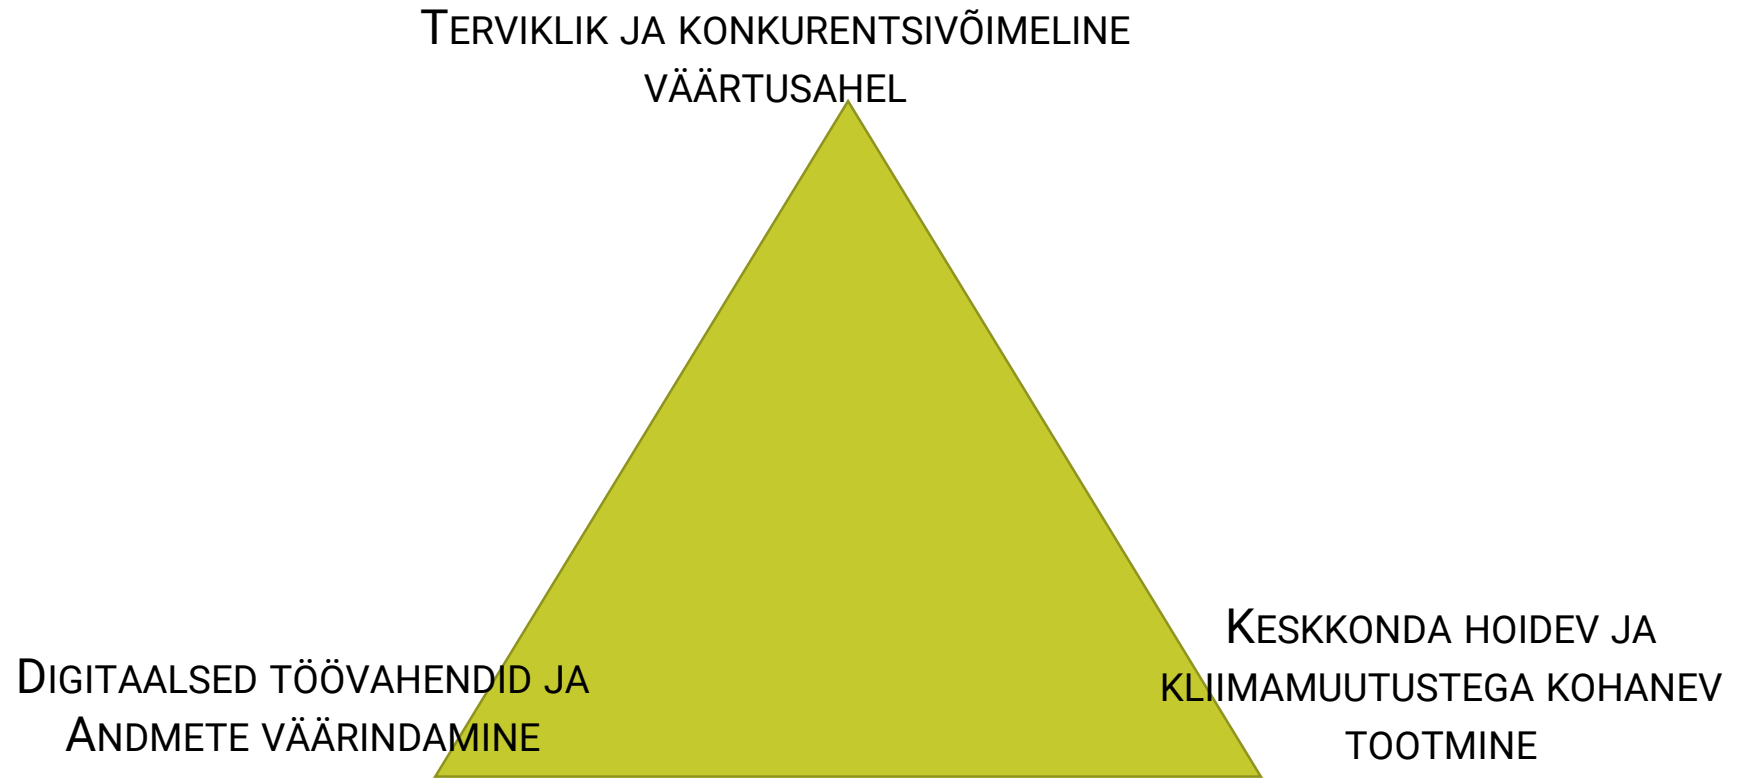 Terviklik ja konkurentsivõimeline
väärtusahel
Digitaalsed töövahendid ja
Andmete väärindamine
Keskkonda hoidev ja
kliimamuutustega kohanev
tootmine